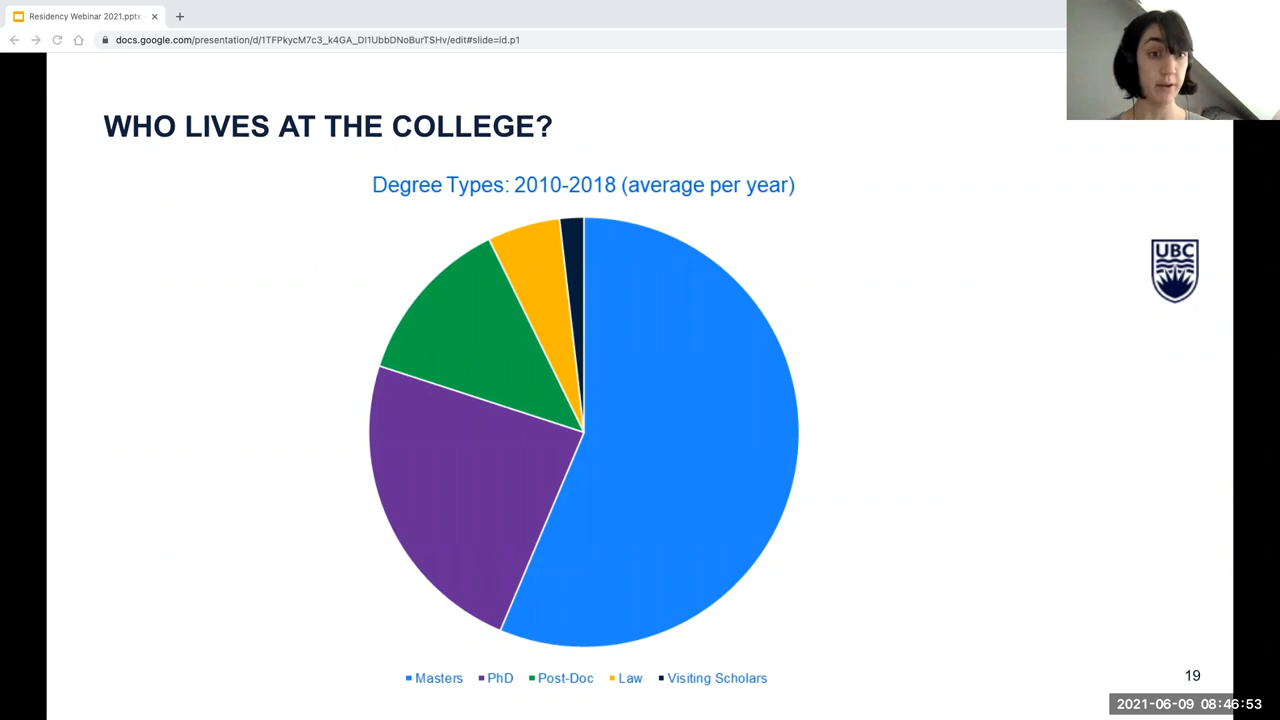 Residency Webinar 2021.pptx
docs.google.com/presentation/d/1TFPkycM7c3_k4GA_DI1UbbDNoBurTSHv/edit#slide=id.p1
WHO LIVES AT THE COLLEGE?
Degree Types: 2010-2018 (average per year)
UBC
Masters PhD Post-Doc Law Visiting Scholars
19
2021-06-09 08:46:53